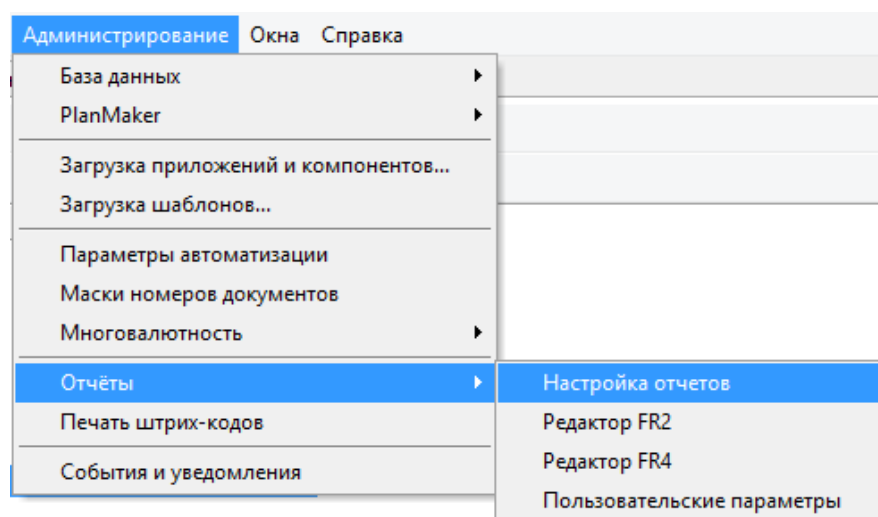 Администрирование Окна Справка
База данных
PlanMaker
Загрузка приложений и компонентов...
Загрузка шаблонов...
Параметры автоматизации
Маски номеров документов
Многовалютность
Отчёты
Настройка отчетов
Печать штрих-кодов
Редактор FR2
Редактор FR4
События и уведомления
Пользовательские параметры